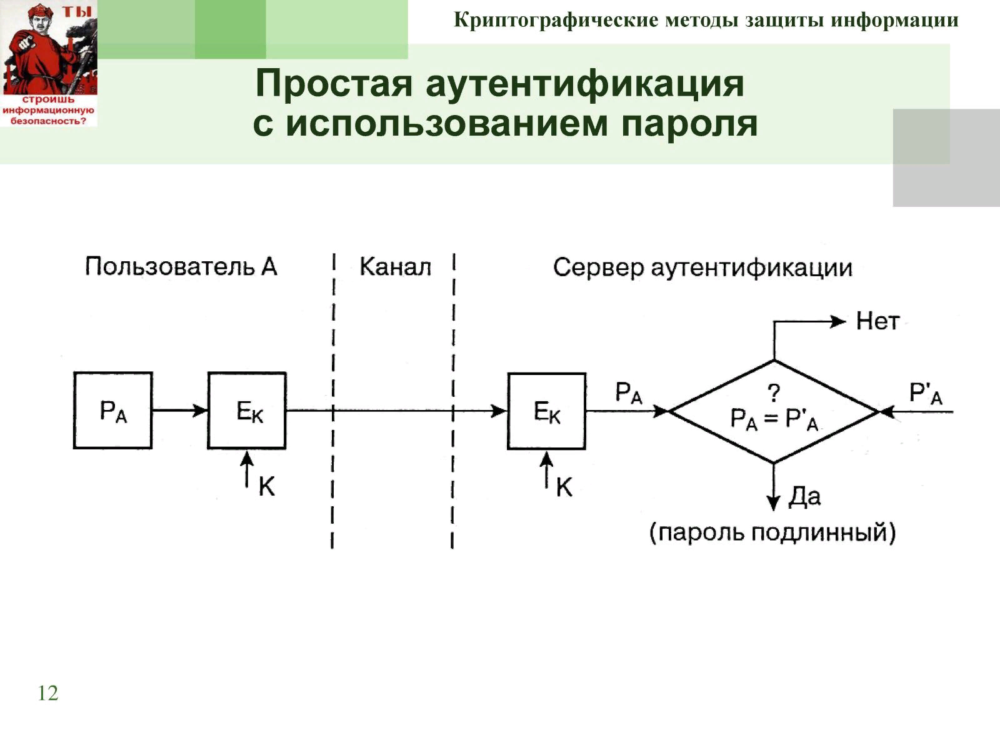 ТЫ
строишь
информационную
безопасность?
Криптографические методы защиты информации
Простая аутентификация
с использованием пароля
Пользователь А
Канал
Сервер аутентификации
Нет
PA
EK
EK
PA
?
PA = P'A
P'A
K
K
Да
(пароль подлинный)
12